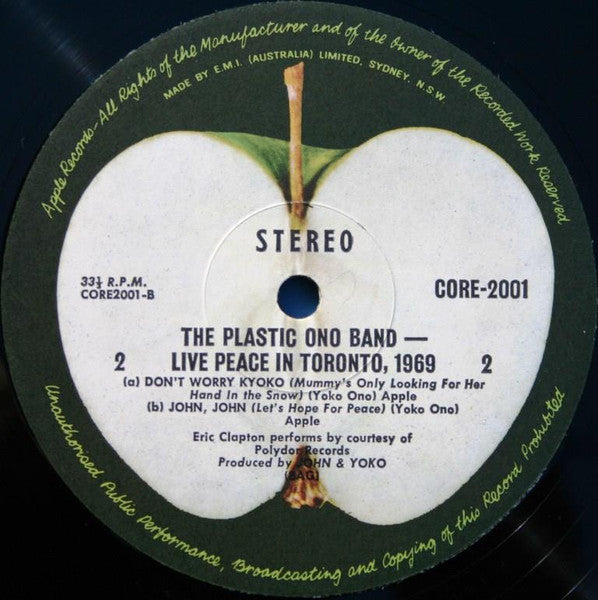 Apple Records—All Rights of the Manufacturer and of the Owner of the Recorded Work Reserved
MADE BY E.M.I. (AUSTRALIA) LIMITED, SYDNEY, N.S.W.
STEREO
33⅓ R.P.M.
CORE2001-B
CORE-2001
THE PLASTIC ONO BAND —
2 LIVE PEACE IN TORONTO, 1969 2
(a) DON'T WORRY KYOKO (Mummy's Only Looking For Her
Hand In the Snow) (Yoko Ono) Apple
(b) JOHN, JOHN (Let's Hope For Peace) (Yoko Ono)
Apple
Eric Clapton performs by courtesy of
Polydor Records
Produced by JOHN & YOKO
(BAG)
Unauthorised Public Performance, Broadcasting and Copying of this Record Prohibited